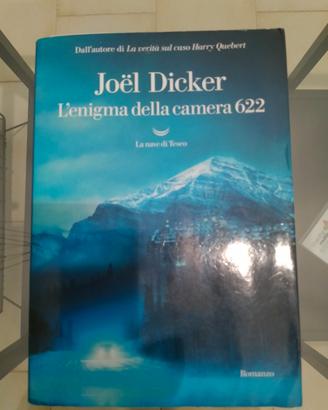 Dall'autore di La verità sul caso Harry Quebert
Joël Dicker
L'enigma della camera 622
La nave di Teseo
Romanzo